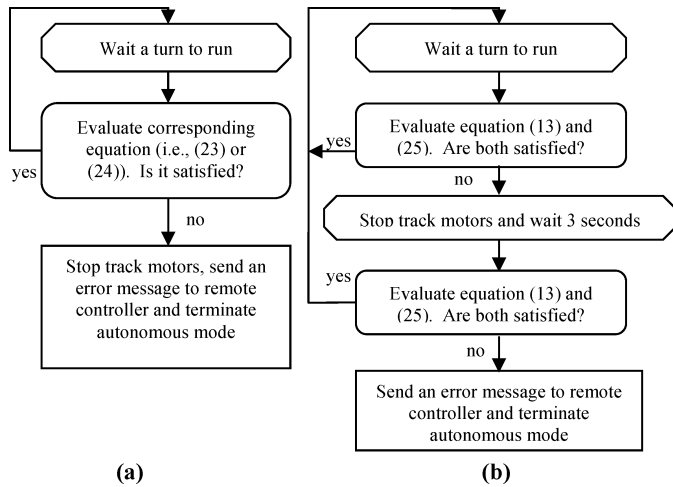 Wait a turn to run
Evaluate corresponding
equation (i.e., (23) or
(24)). Is it satisfied?
yes
no
Stop track motors, send an
error message to remote
controller and terminate
autonomous mode
(a)
Wait a turn to run
Evaluate equation (13) and
(25). Are both satisfied?
yes
no
Stop track motors and wait 3 seconds
Evaluate equation (13) and
(25). Are both satisfied?
yes
no
Send an error message to remote
controller and terminate
autonomous mode
(b)